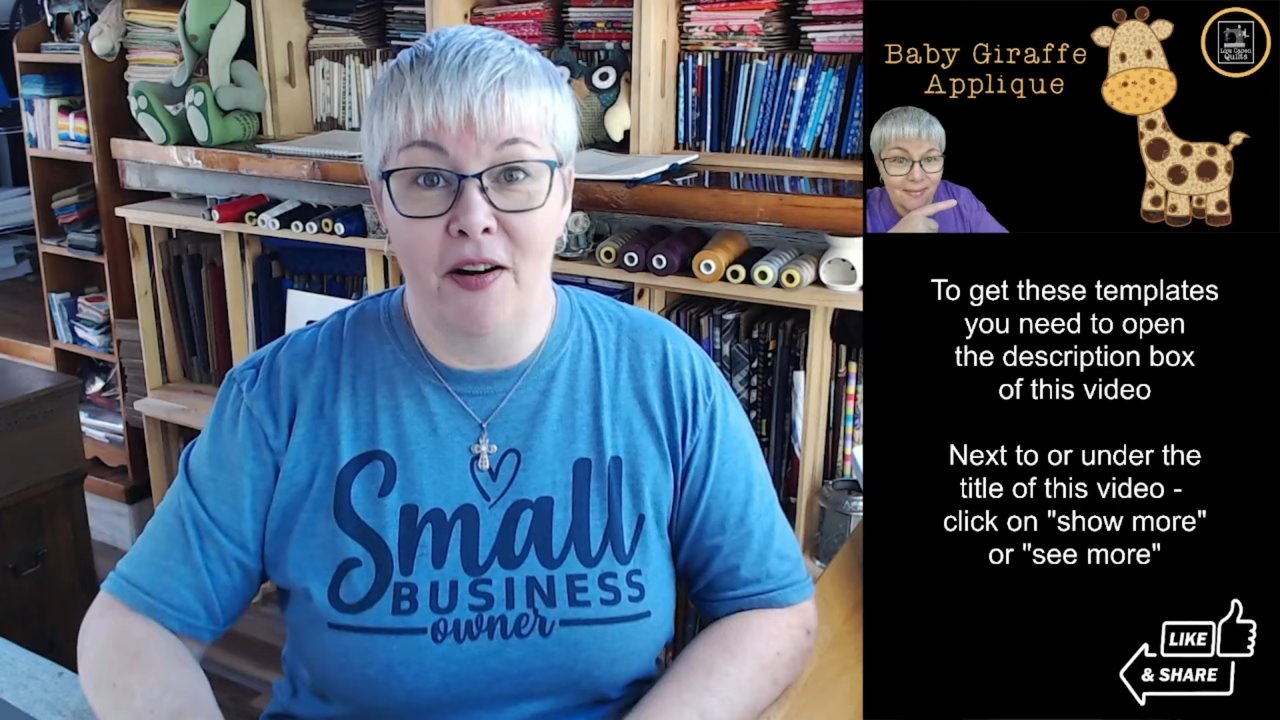 Small
BUSINESS
owner
Baby Giraffe
Applique
Quilts
To get these templates
you need to open
the description box
of this video
Next to or under the
title of this video -
click on "show more"
or "see more"
LIKE
& SHARE